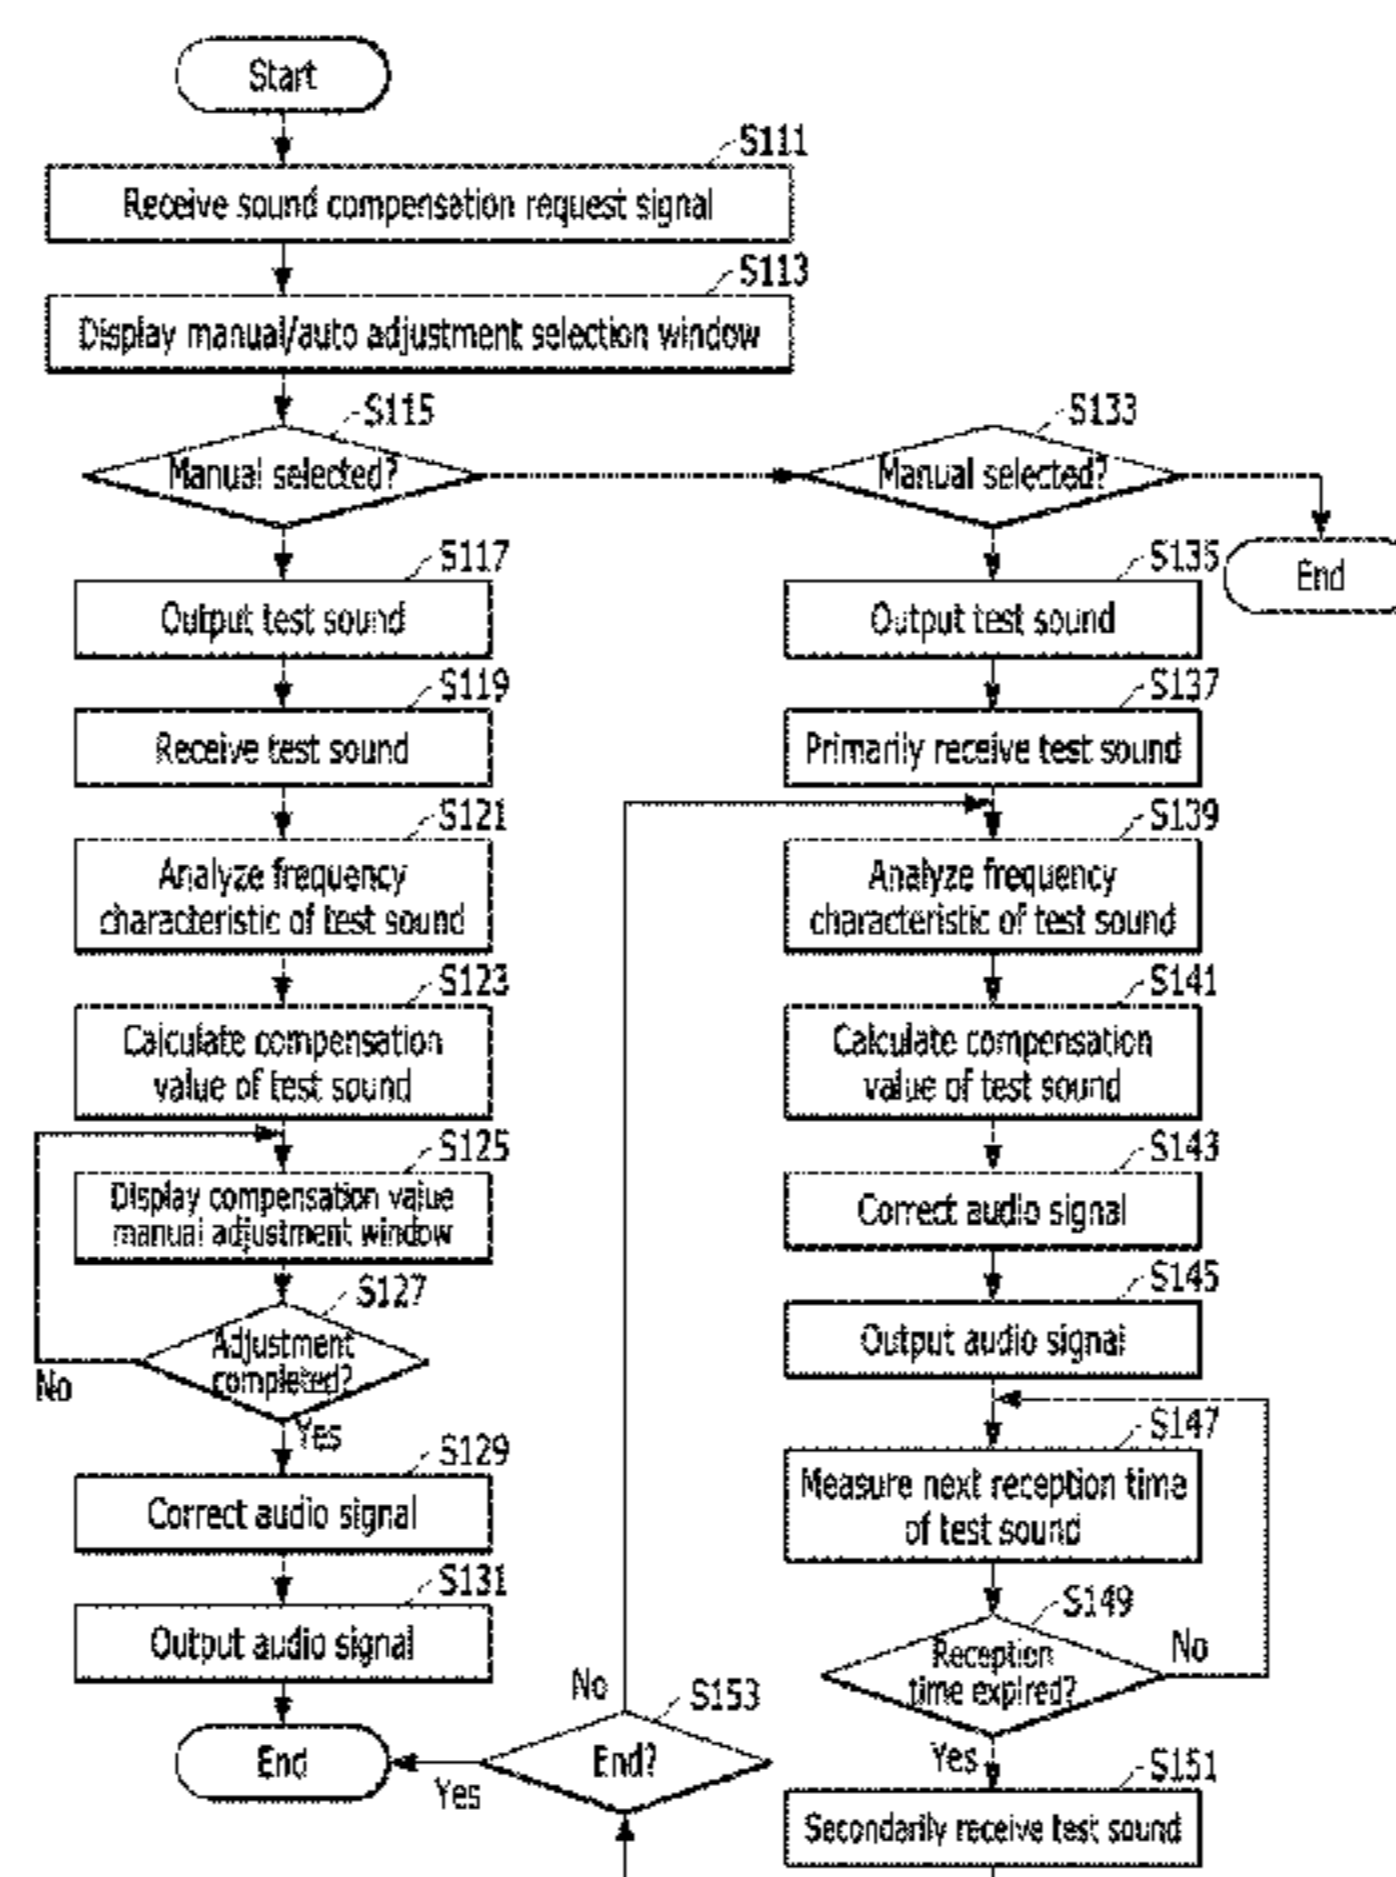 Start
S111
Receive sound compensation request signal
S113
Display manual/auto adjustment selection window
S115
Manual selected?
S133
Manual selected?
End
S117
Output test sound
S119
Receive test sound
S121
Analyze frequency
characteristic of test sound
S123
Calculate compensation
value of test sound
S125
Display compensation value
manual adjustment window
S127
Adjustment
completed?
No
Yes
S129
Correct audio signal
S131
Output audio signal
End
S135
Output test sound
S137
Primarily receive test sound
S139
Analyze frequency
characteristic of test sound
S141
Calculate compensation
value of test sound
S143
Correct audio signal
S145
Output audio signal
S147
Measure next reception time
of test sound
S149
Reception
time expired?
No
Yes
S151
Secondarily receive test sound
S153
End?
No
Yes